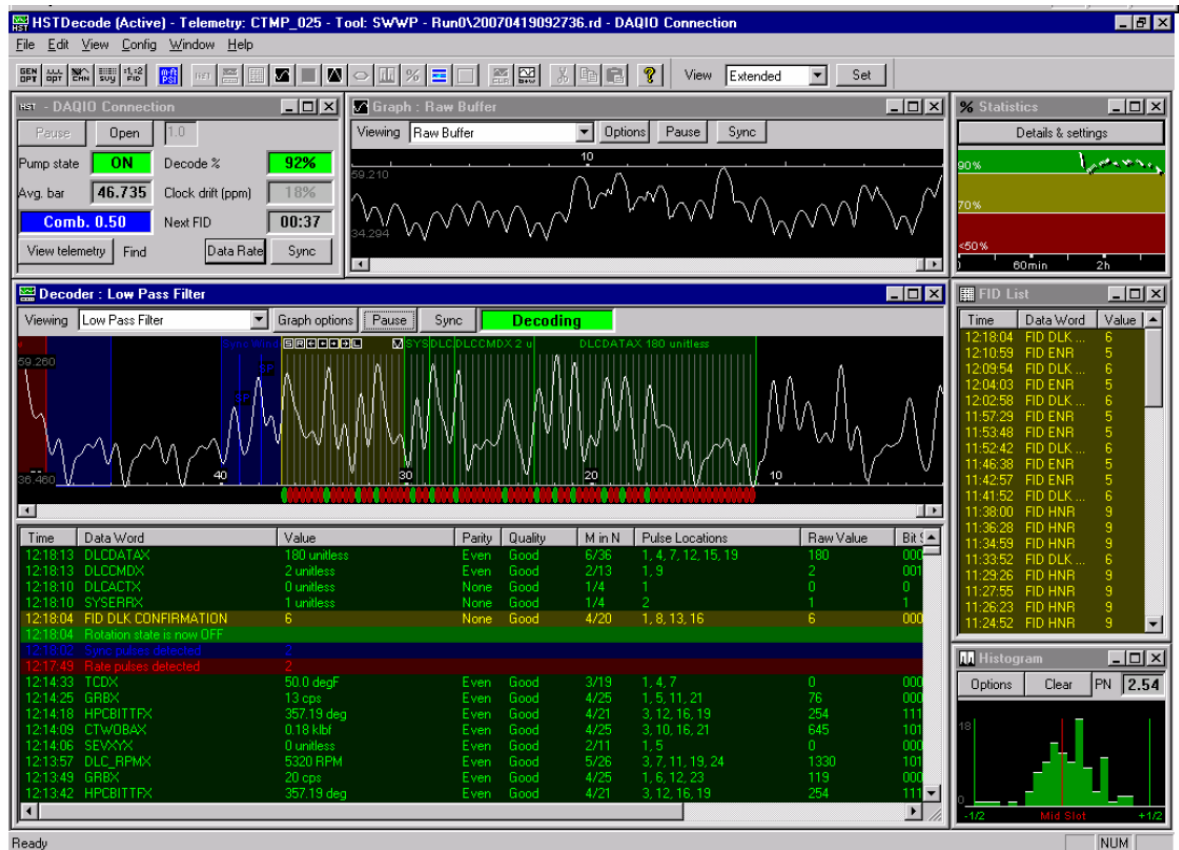 HSTDecode (Active) - Telemetry: CTMP_025 - Tool: SWWP - Run0\20070419092736.rd - DAQIO Connection
File Edit View Config Window Help
View Extended Set
HST - DAQIO Connection
Pause Open 1.0
Pump state ON Decode % 92%
Avg. bar 46.735 Clock drift (ppm) 18%
Comb. 0.50 Next FID 00:37
View telemetry Find Data Rate Sync
Graph : Raw Buffer
Viewing Raw Buffer Options Pause Sync
10
59.210
34.294
% Statistics
Details & settings
90%
70%
<50%
60min 2h
Decoder : Low Pass Filter
Viewing Low Pass Filter Graph options Pause Sync Decoding
SYS DLC DLCCMDX 2 u DLCDATAX 180 unitless
59.260
SP
SP
36.460
40 30 20 10
Time Data Word Value Parity Quality M in N Pulse Locations Raw Value Bit
12:18:13 DLCDATAX 180 unitless Even Good 6/36 1, 4, 7, 12, 15, 19 180 000
12:18:13 DLCCMDX 2 unitless Even Good 2/13 1, 9 2 001
12:18:10 DLCACTX 0 unitless None Good 1/4 1 0 0
12:18:10 SYSERRX 1 unitless None Good 1/4 2 1 1
12:18:04 FID DLK CONFIRMATION 6 None Good 4/20 1, 8, 13, 16 6 000
12:18:04 Rotation state is now OFF
12:18:02 Sync pulses detected 2
12:17:49 Rate pulses detected 2
12:14:33 TCDX 50.0 degF Even Good 3/19 1, 4, 7 0 000
12:14:25 GRBX 13 cps Even Good 4/25 1, 5, 11, 21 76 000
12:14:18 HPCBITTFX 357.19 deg Even Good 4/21 3, 12, 16, 19 254 111
12:14:09 CTWOBAX 0.18 klbf Even Good 4/25 3, 10, 16, 21 645 101
12:14:06 SEVXYX 0 unitless Even Good 2/11 1, 5 0 000
12:13:57 DLC_RPMX 5320 RPM Even Good 5/26 3, 7, 11, 19, 24 1330 101
12:13:49 GRBX 20 cps Even Good 4/25 1, 6, 12, 23 119 000
12:13:42 HPCBITTFX 357.19 deg Even Good 4/21 3, 12, 16, 19 254 111
FID List
Time Data Word Value
12:18:04 FID DLK ... 6
12:10:59 FID ENR 5
12:09:54 FID DLK ... 6
12:04:03 FID ENR 5
12:02:58 FID DLK ... 6
11:57:29 FID ENR 5
11:53:48 FID ENR 5
11:52:42 FID DLK ... 6
11:46:38 FID ENR 5
11:42:57 FID ENR 5
11:41:52 FID DLK ... 6
11:38:00 FID HNR 9
11:36:28 FID HNR 9
11:34:59 FID HNR 9
11:33:52 FID DLK ... 6
11:29:26 FID HNR 9
11:27:55 FID HNR 9
11:26:23 FID HNR 9
11:24:52 FID HNR 9
Histogram
Options Clear PN 2.54
18
0
-1/2 Mid Slot +1/2
Ready NUM